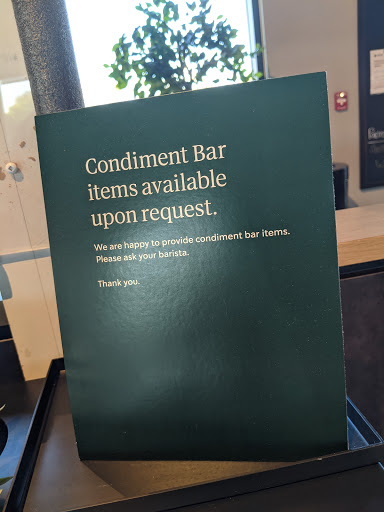 Condiment Bar
items available
upon request.
We are happy to provide condiment bar items.
Please ask your barista.
Thank you.